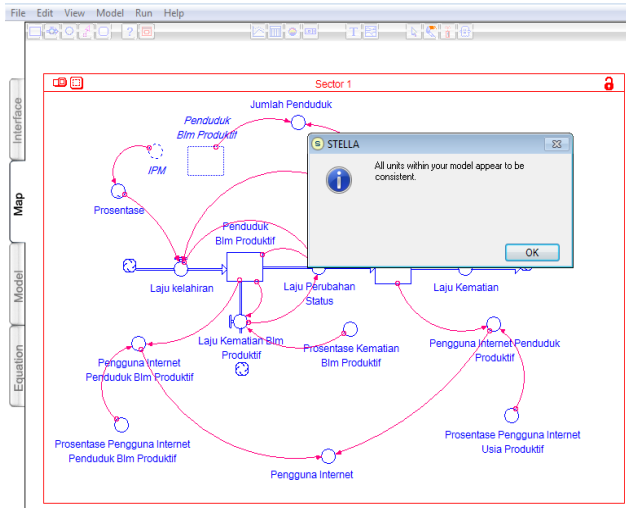 File Edit View Model Run Help
Interface
Map
Model
Equation
Sector 1
Jumlah Penduduk
Penduduk
Blm Produktif
IPM
Prosentase
STELLA
All units within your model appear to be
consistent.
OK
Penduduk
Blm Produktif
Laju kelahiran
Laju Perubahan
Status
Laju Kematian
Laju Kematian Blm
Produktif
Prosentase Kematian
Blm Produktif
Pengguna Internet Penduduk
Produktif
Pengguna Internet
Penduduk Blm Produktif
Prosentase Pengguna Internet
Penduduk Blm Produktif
Prosentase Pengguna Internet
Usia Produktif
Pengguna Internet